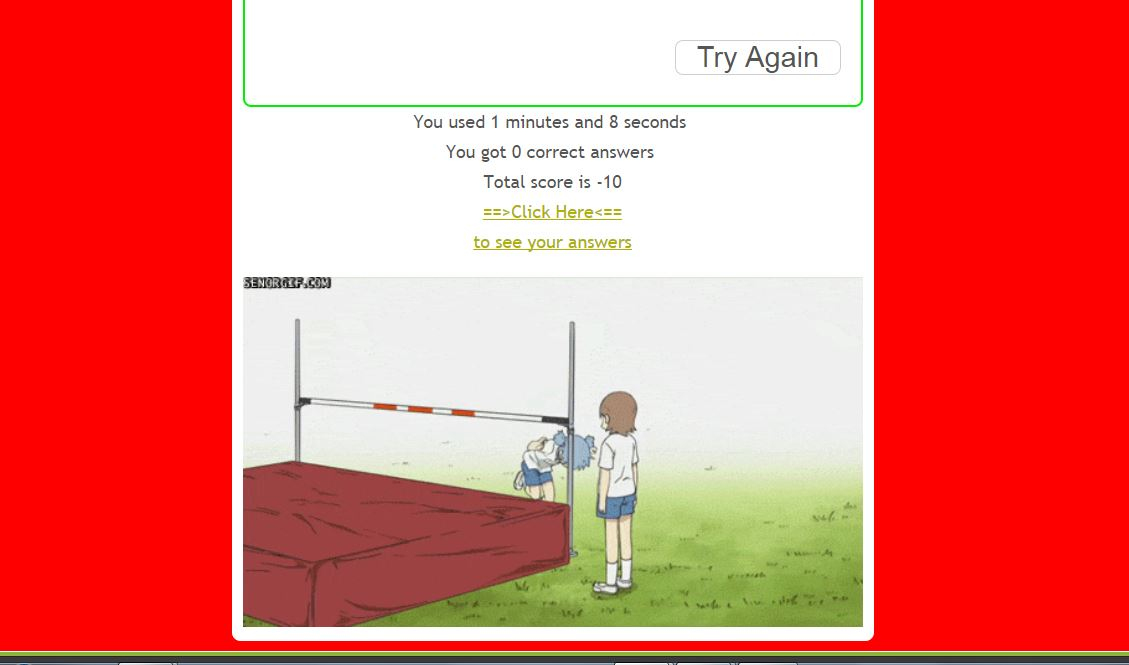 Try Again
You used 1 minutes and 8 seconds
You got 0 correct answers
Total score is -10
==>Click Here<==
to see your answers
SENORGIF.COM